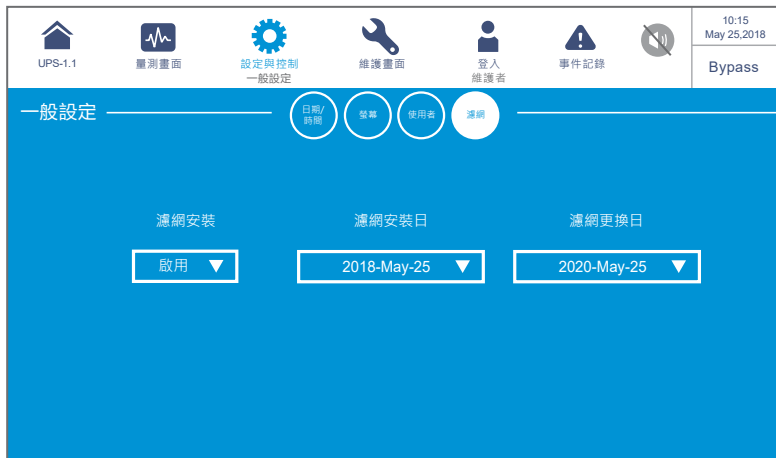 10:15
May 25,2018
UPS-1.1
量測畫面
設定與控制
一般設定
維護畫面
登入
維護者
事件記錄
Bypass
一般設定
日期/
時間
螢幕
使用者
濾網
濾網安裝
濾網安裝日
濾網更換日
啟用
2018-May-25
2020-May-25